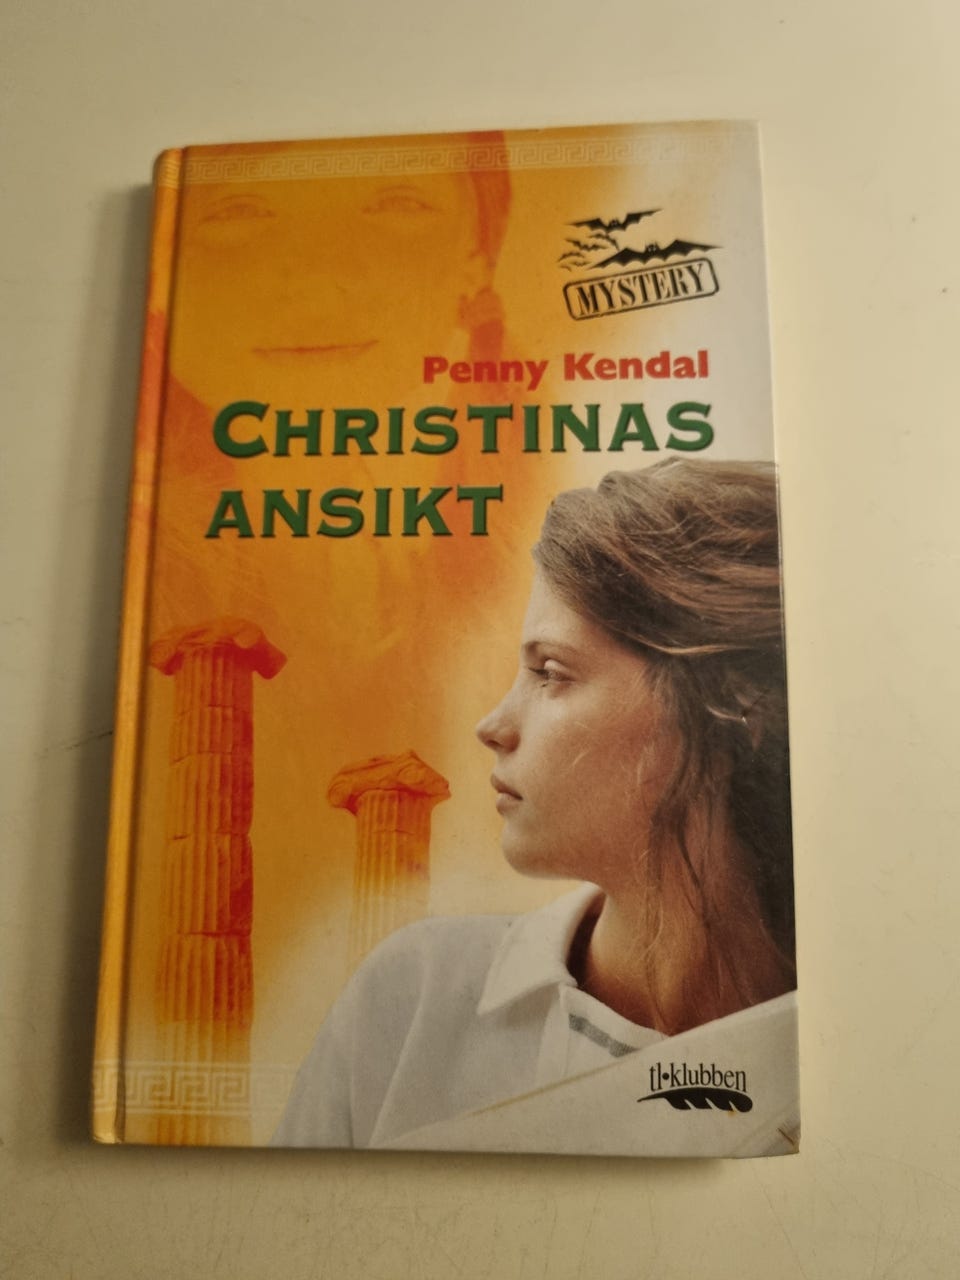 MYSTERY
Penny Kendal
CHRISTINAS
ANSIKT
tl•klubben